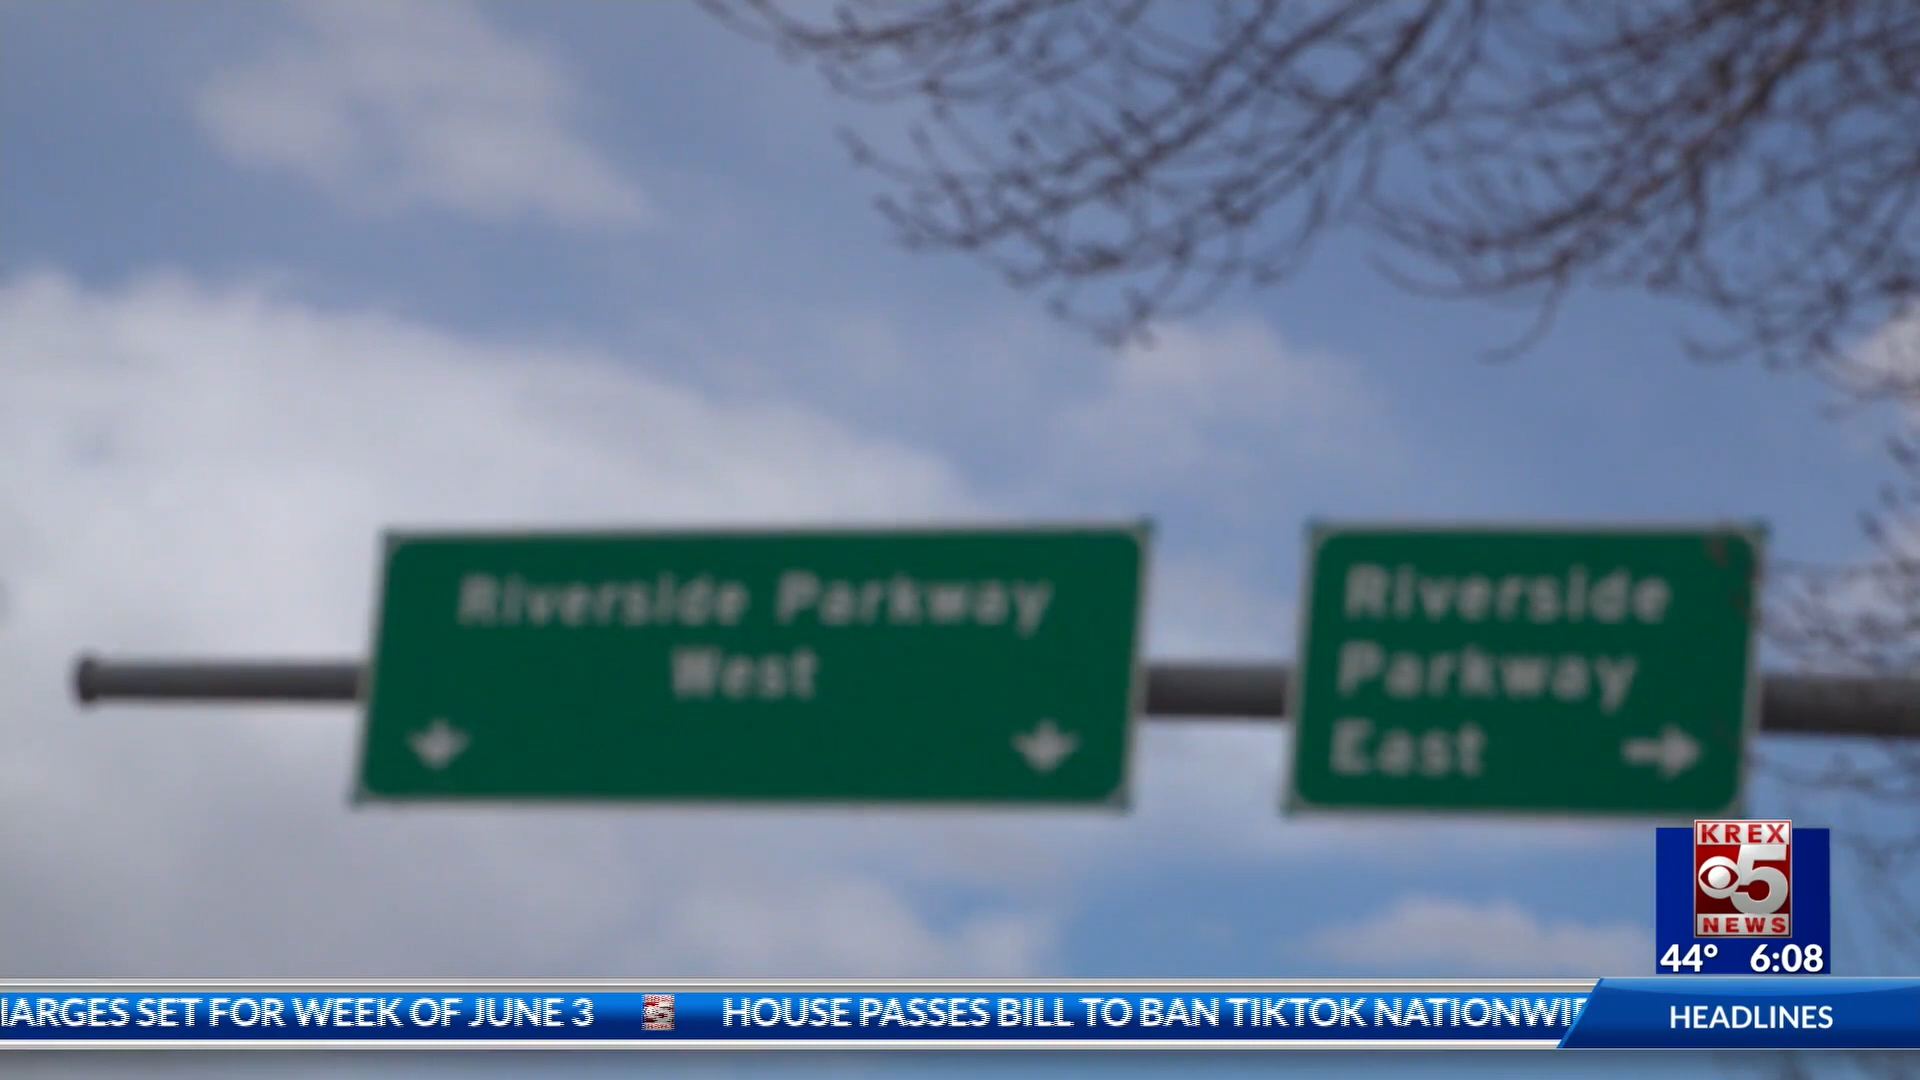 Riverside Parkway
West
Riverside
Parkway
East
KREX
5
NEWS
44° 6:08
HARGES SET FOR WEEK OF JUNE 3 HOUSE PASSES BILL TO BAN TIKTOK NATIONWI
HEADLINES